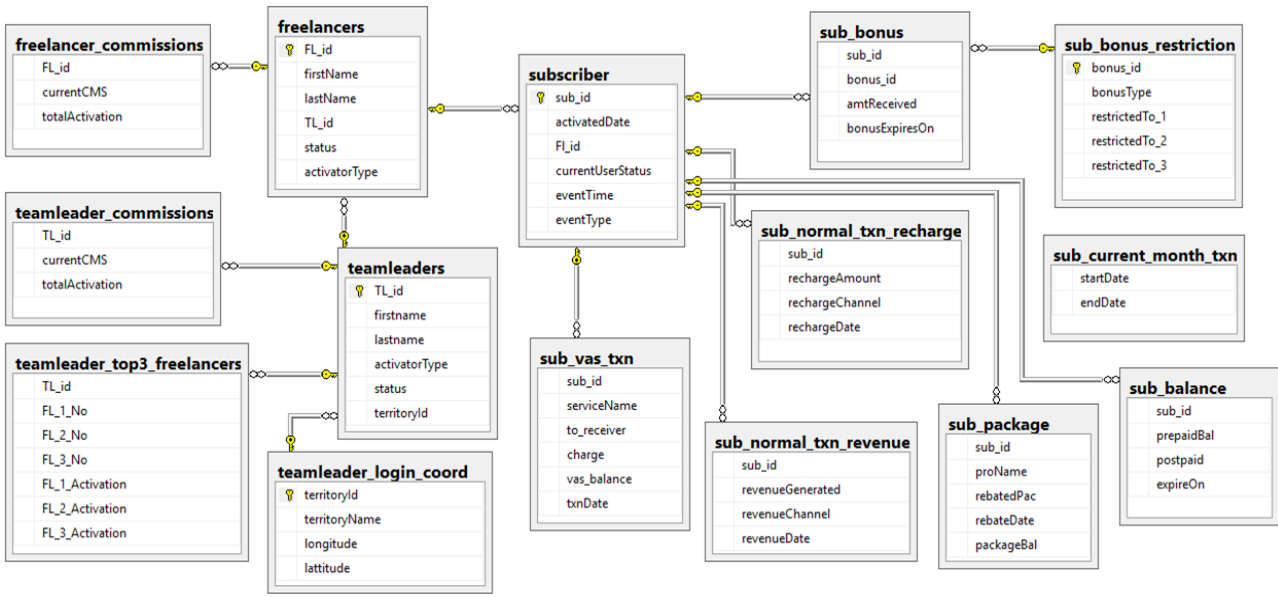 freelancer_commissions
FL_id
currentCMS
totalActivation
freelancers
FL_id
firstName
lastName
TL_id
status
activatorType
subscriber
sub_id
activatedDate
Fl_id
currentUserStatus
eventTime
eventType
sub_bonus
sub_id
bonus_id
amtReceived
bonusExpiresOn
sub_bonus_restriction
bonus_id
bonusType
restrictedTo_1
restrictedTo_2
restrictedTo_3
teamleader_commissions
TL_id
currentCMS
totalActivation
teamleaders
TL_id
firstname
lastname
activatorType
status
territoryId
sub_normal_txn_recharge
sub_id
rechargeAmount
rechargeChannel
rechargeDate
sub_current_month_txn
startDate
endDate
teamleader_top3_freelancers
TL_id
FL_1_No
FL_2_No
FL_3_No
FL_1_Activation
FL_2_Activation
FL_3_Activation
teamleader_login_coord
territoryId
territoryName
longitude
lattitude
sub_vas_txn
sub_id
serviceName
to_receiver
charge
vas_balance
txnDate
sub_normal_txn_revenue
sub_id
revenueGenerated
revenueChannel
revenueDate
sub_package
sub_id
proName
rebatedPac
rebateDate
packageBal
sub_balance
sub_id
prepaidBal
postpaid
expireOn